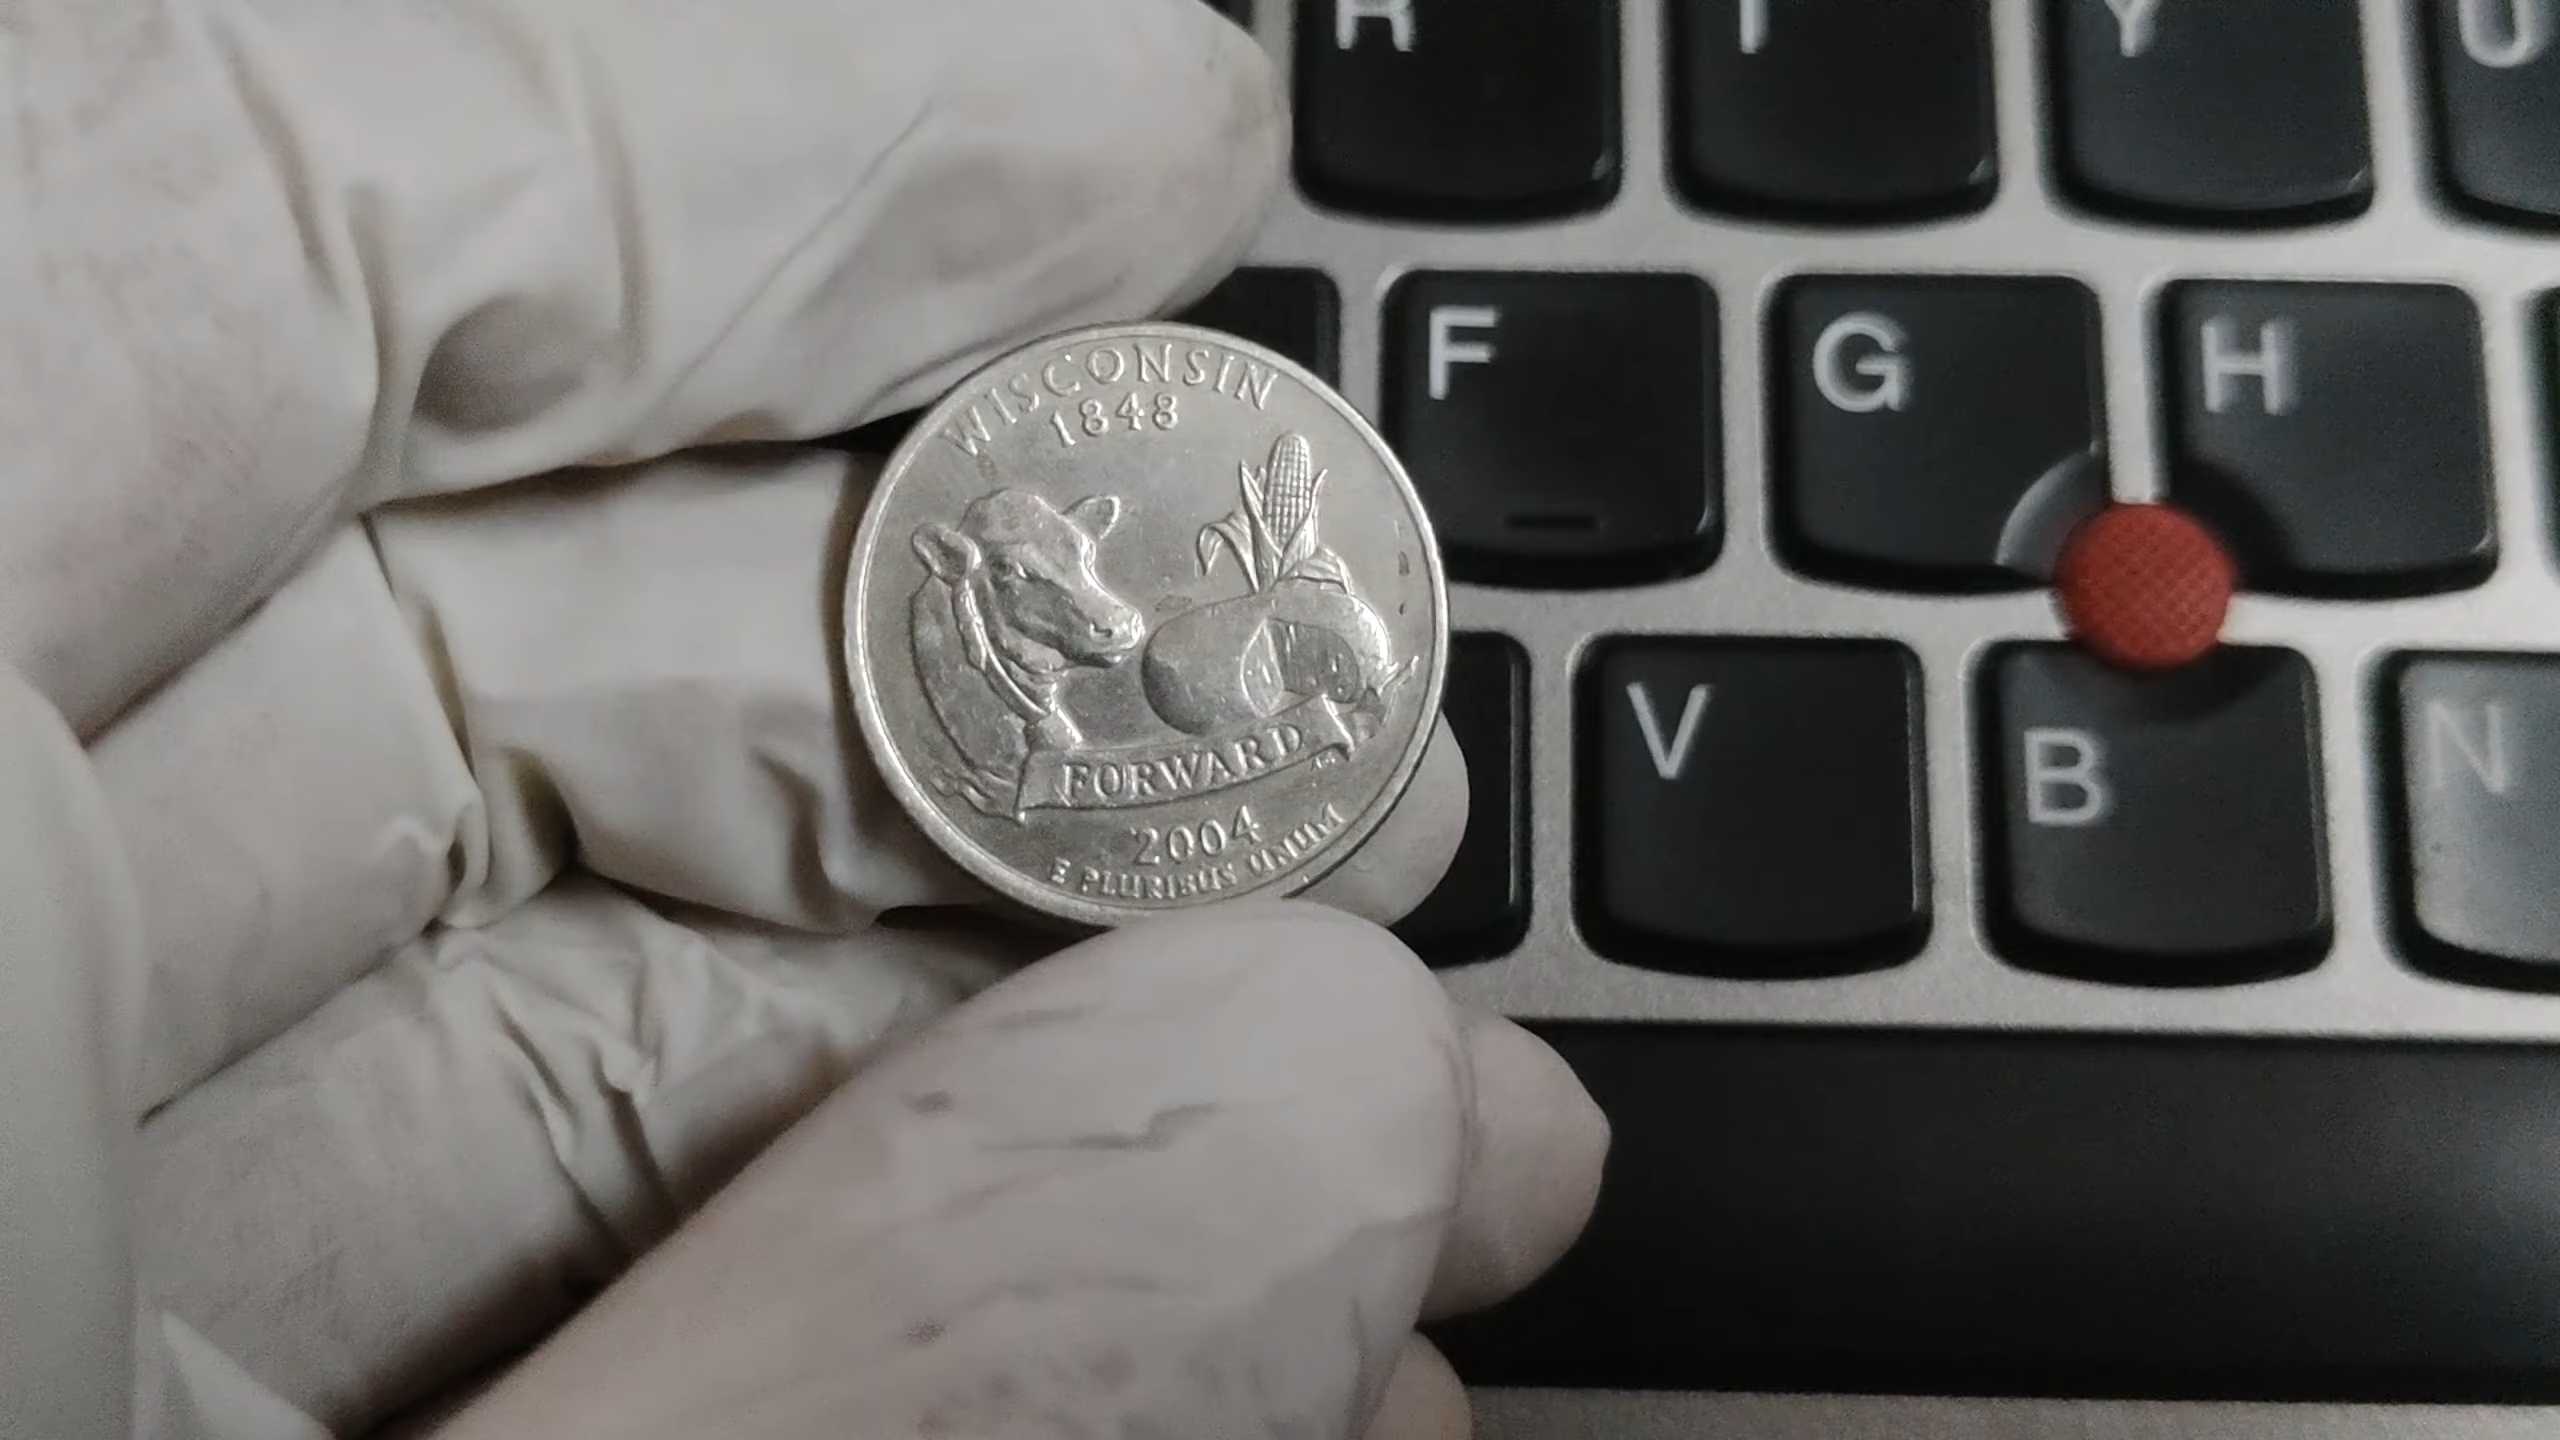 R T Y U
F G H
V B N
WISCONSIN
1848
FORWARD
2004
E PLURIBUS UNUM